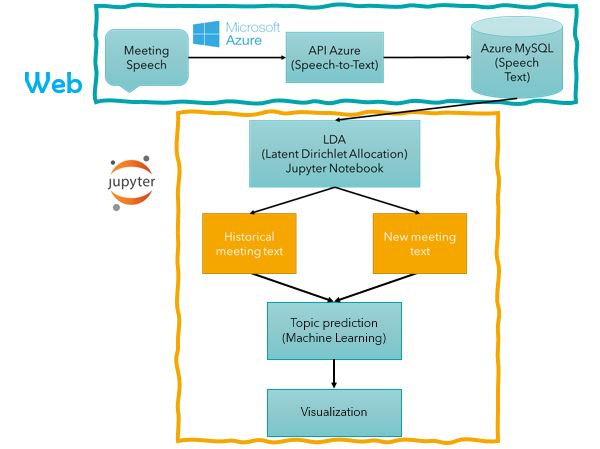 Microsoft
Azure
Meeting
Speech
API Azure
(Speech-to-Text)
Azure MySQL
(Speech
Text)
Web
LDA
(Latent Dirichlet Allocation)
Jupyter Notebook
jupyter
Historical
meeting text
New meeting
text
Topic prediction
(Machine Learning)
Visualization